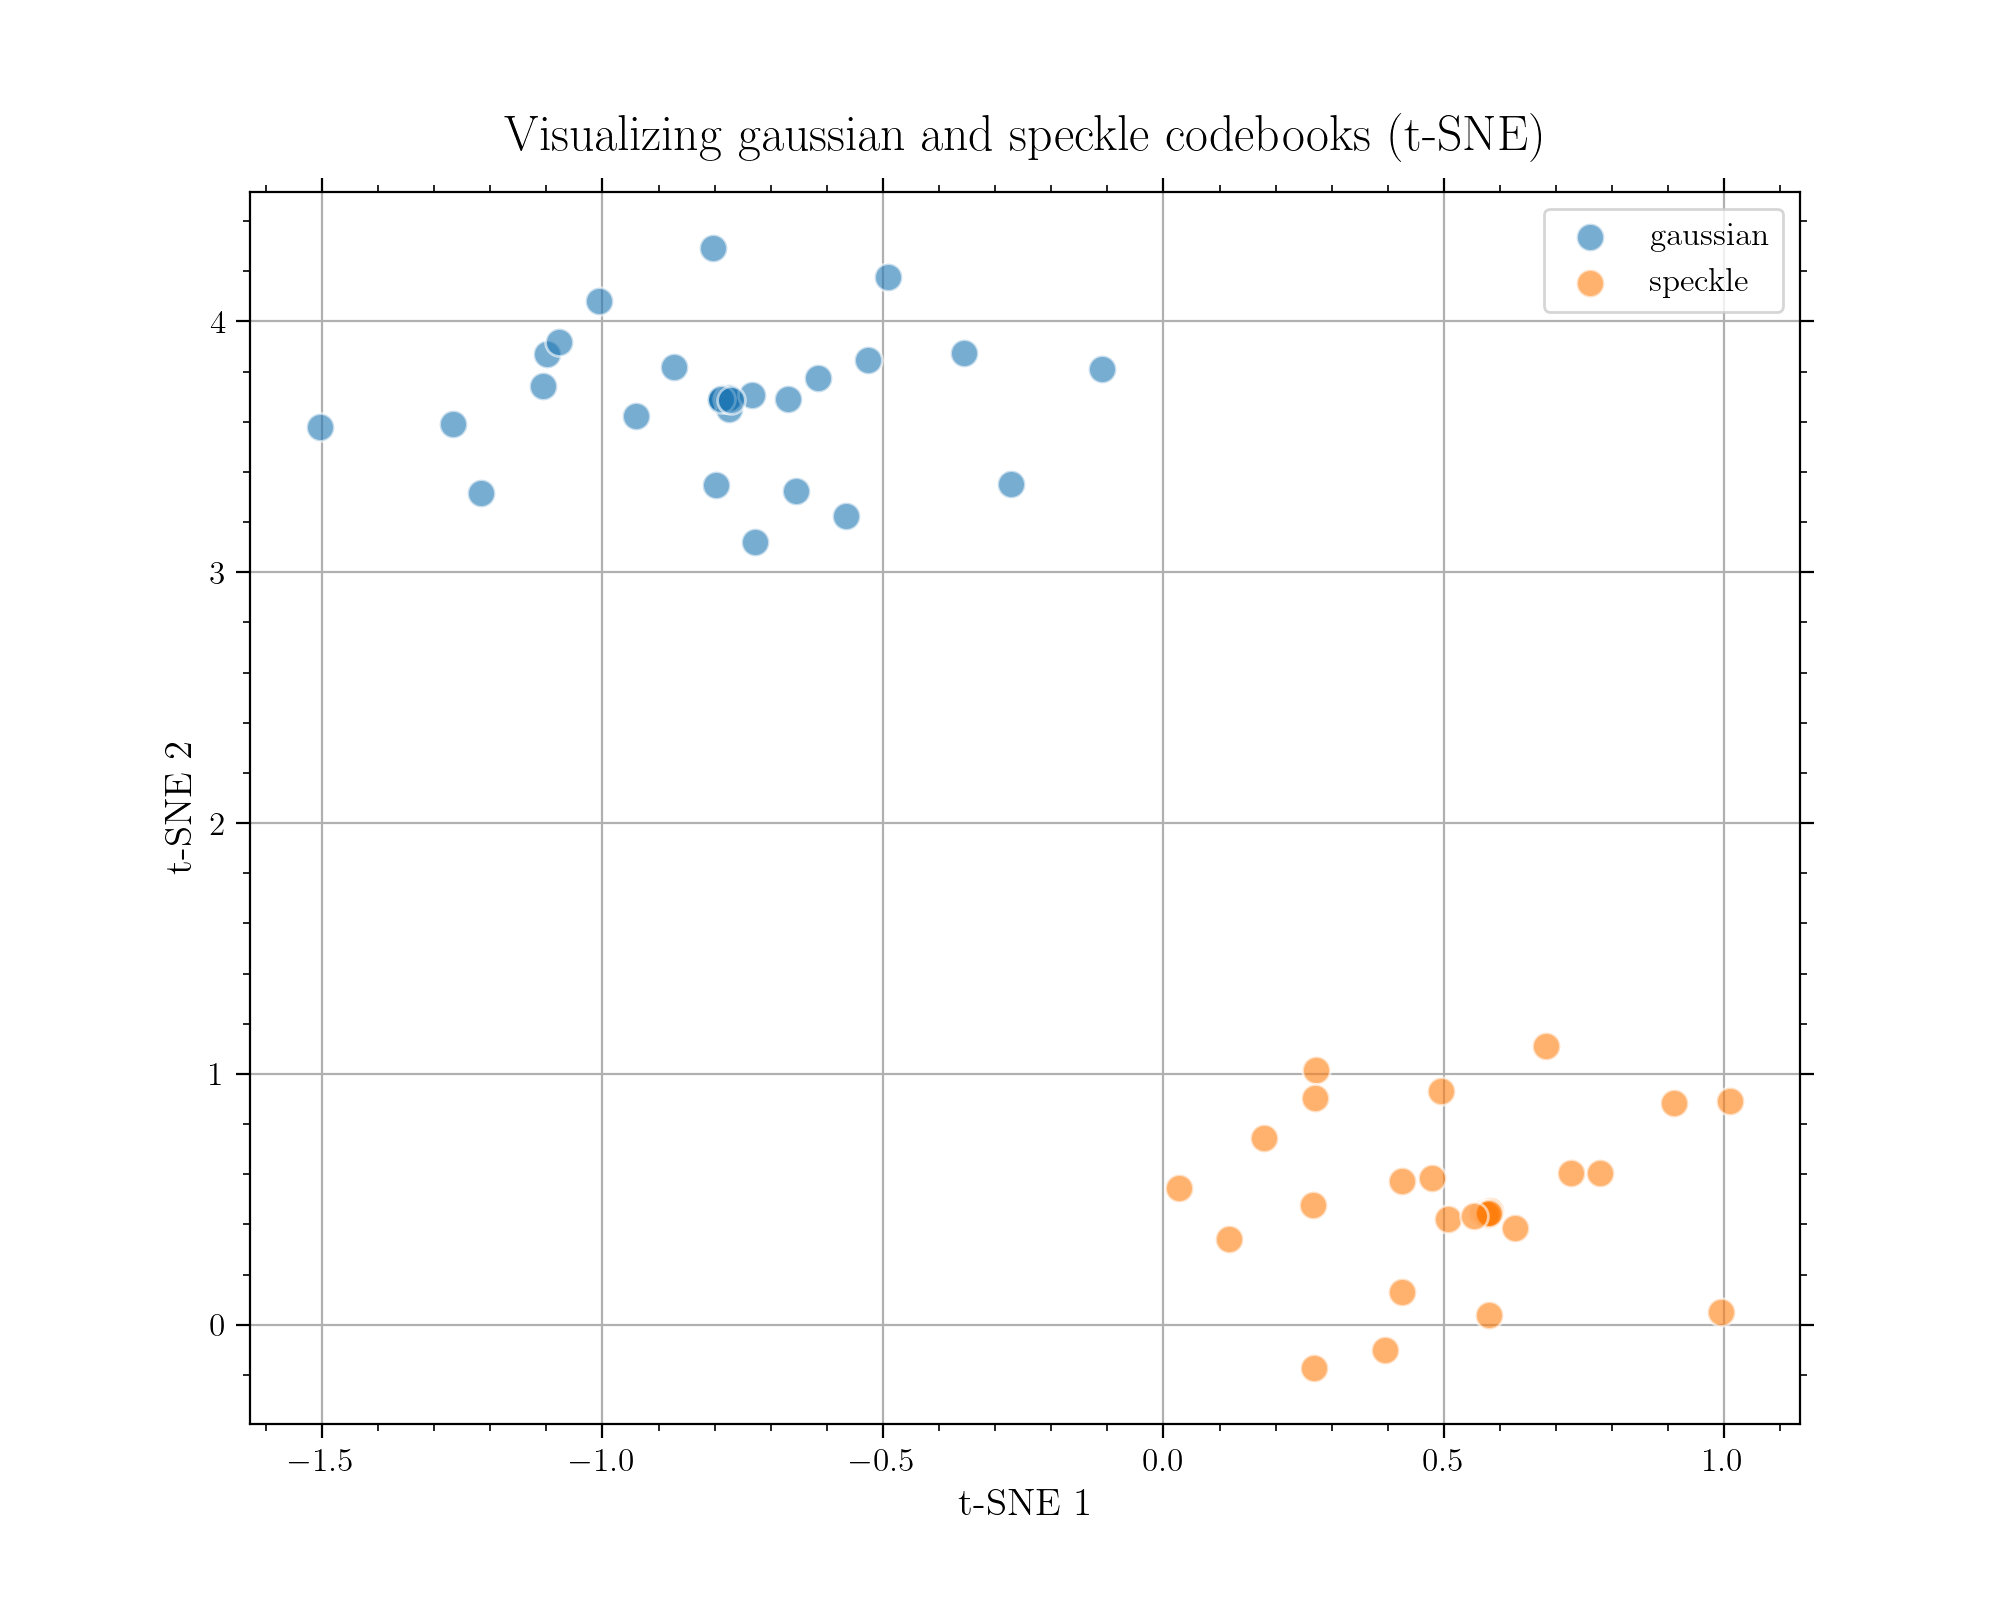 Visualizing gaussian and speckle codebooks (t-SNE)
gaussian
speckle
4
3
2
1
0
t-SNE 2
−1.5
−1.0
−0.5
0.0
0.5
1.0
t-SNE 1